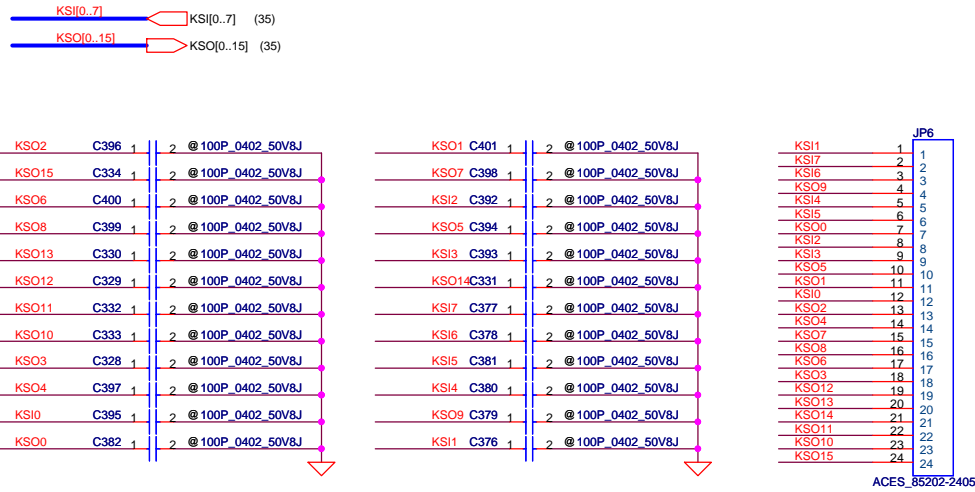 KSI[0..7] KSI[0..7] (35)
KSO[0..15] KSO[0..15] (35)
KSO2 C396 1 2 @100P_0402_50V8J
KSO15 C334 1 2 @100P_0402_50V8J
KSO6 C400 1 2 @100P_0402_50V8J
KSO8 C399 1 2 @100P_0402_50V8J
KSO13 C330 1 2 @100P_0402_50V8J
KSO12 C329 1 2 @100P_0402_50V8J
KSO11 C332 1 2 @100P_0402_50V8J
KSO10 C333 1 2 @100P_0402_50V8J
KSO3 C328 1 2 @100P_0402_50V8J
KSO4 C397 1 2 @100P_0402_50V8J
KSI0 C395 1 2 @100P_0402_50V8J
KSO0 C382 1 2 @100P_0402_50V8J
KSO1 C401 1 2 @100P_0402_50V8J
KSO7 C398 1 2 @100P_0402_50V8J
KSI2 C392 1 2 @100P_0402_50V8J
KSO5 C394 1 2 @100P_0402_50V8J
KSI3 C393 1 2 @100P_0402_50V8J
KSO14 C331 1 2 @100P_0402_50V8J
KSI7 C377 1 2 @100P_0402_50V8J
KSI6 C378 1 2 @100P_0402_50V8J
KSI5 C381 1 2 @100P_0402_50V8J
KSI4 C380 1 2 @100P_0402_50V8J
KSO9 C379 1 2 @100P_0402_50V8J
KSI1 C376 1 2 @100P_0402_50V8J
JP6
KSI1 1 1
KSI7 2 2
KSI6 3 3
KSO9 4 4
KSI4 5 5
KSI5 6 6
KSO0 7 7
KSI2 8 8
KSI3 9 9
KSO5 10 10
KSO1 11 11
KSI0 12 12
KSO2 13 13
KSO4 14 14
KSO7 15 15
KSO8 16 16
KSO6 17 17
KSO3 18 18
KSO12 19 19
KSO13 20 20
KSO14 21 21
KSO11 22 22
KSO10 23 23
KSO15 24 24
ACES_85202-2405